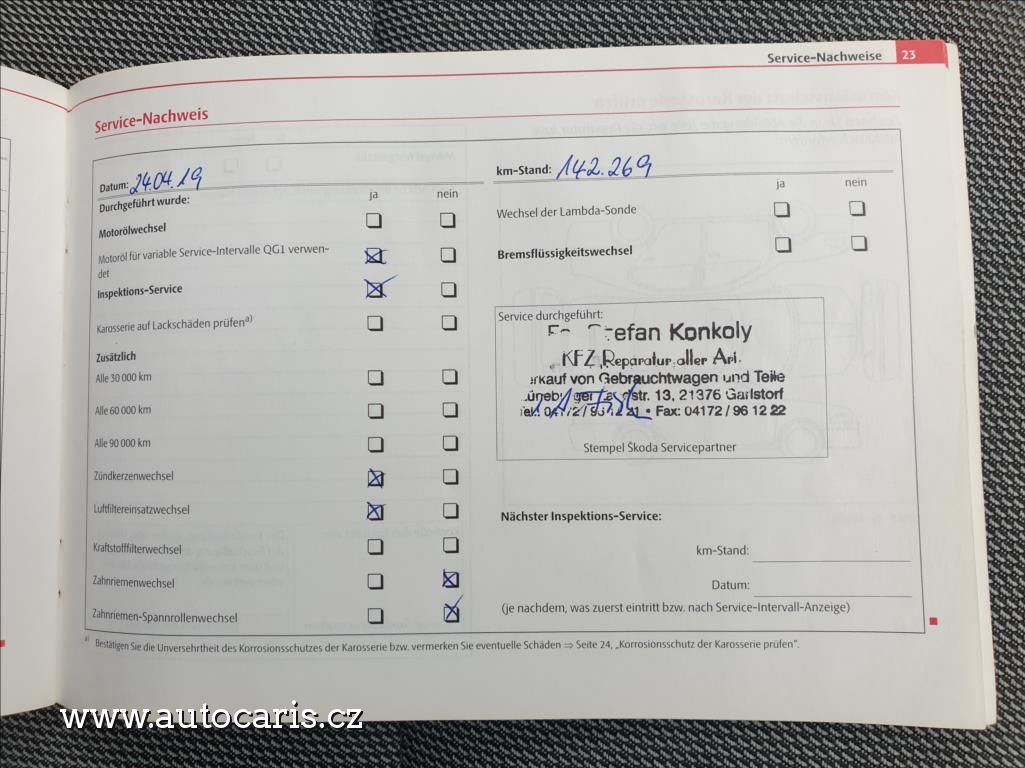 Service-Nachweise 23
Service-Nachweis
Datum: 24.04.19
km-Stand: 142.269
Durchgeführt wurde:
ja nein
Motorölwechsel
Motoröl für variable Service-Intervalle QG1 verwen-
det
Inspektions-Service
Karosserie auf Lackschäden prüfen a)
Zusätzlich
Alle 30 000 km
Alle 60 000 km
Alle 90 000 km
Zündkerzenwechsel
Luftfiltereinsatzwechsel
Kraftstofffilterwechsel
Zahnriemenwechsel
Zahnriemen-Spannrollenwechsel
ja nein
Wechsel der Lambda-Sonde
Bremsflüssigkeitswechsel
Service durchgeführt:
Konkoly
KFZ Reparatur aller Art.
von Gebrauchtwagen und Teile
13, 21376 Garlstorf
• Fax: 04172 / 96 12 22
Stempel Škoda Servicepartner
Nächster Inspektions-Service:
km-Stand:
Datum:
(je nachdem, was zuerst eintritt bzw. nach Service-Intervall-Anzeige)
a) Bestätigen Sie die Unversehrtheit des Korrosionsschutzes der Karosserie bzw. vermerken Sie eventuelle Schäden ⇒ Seite 24, „Korrosionsschutz der Karosserie prüfen“.
www.autocaris.cz